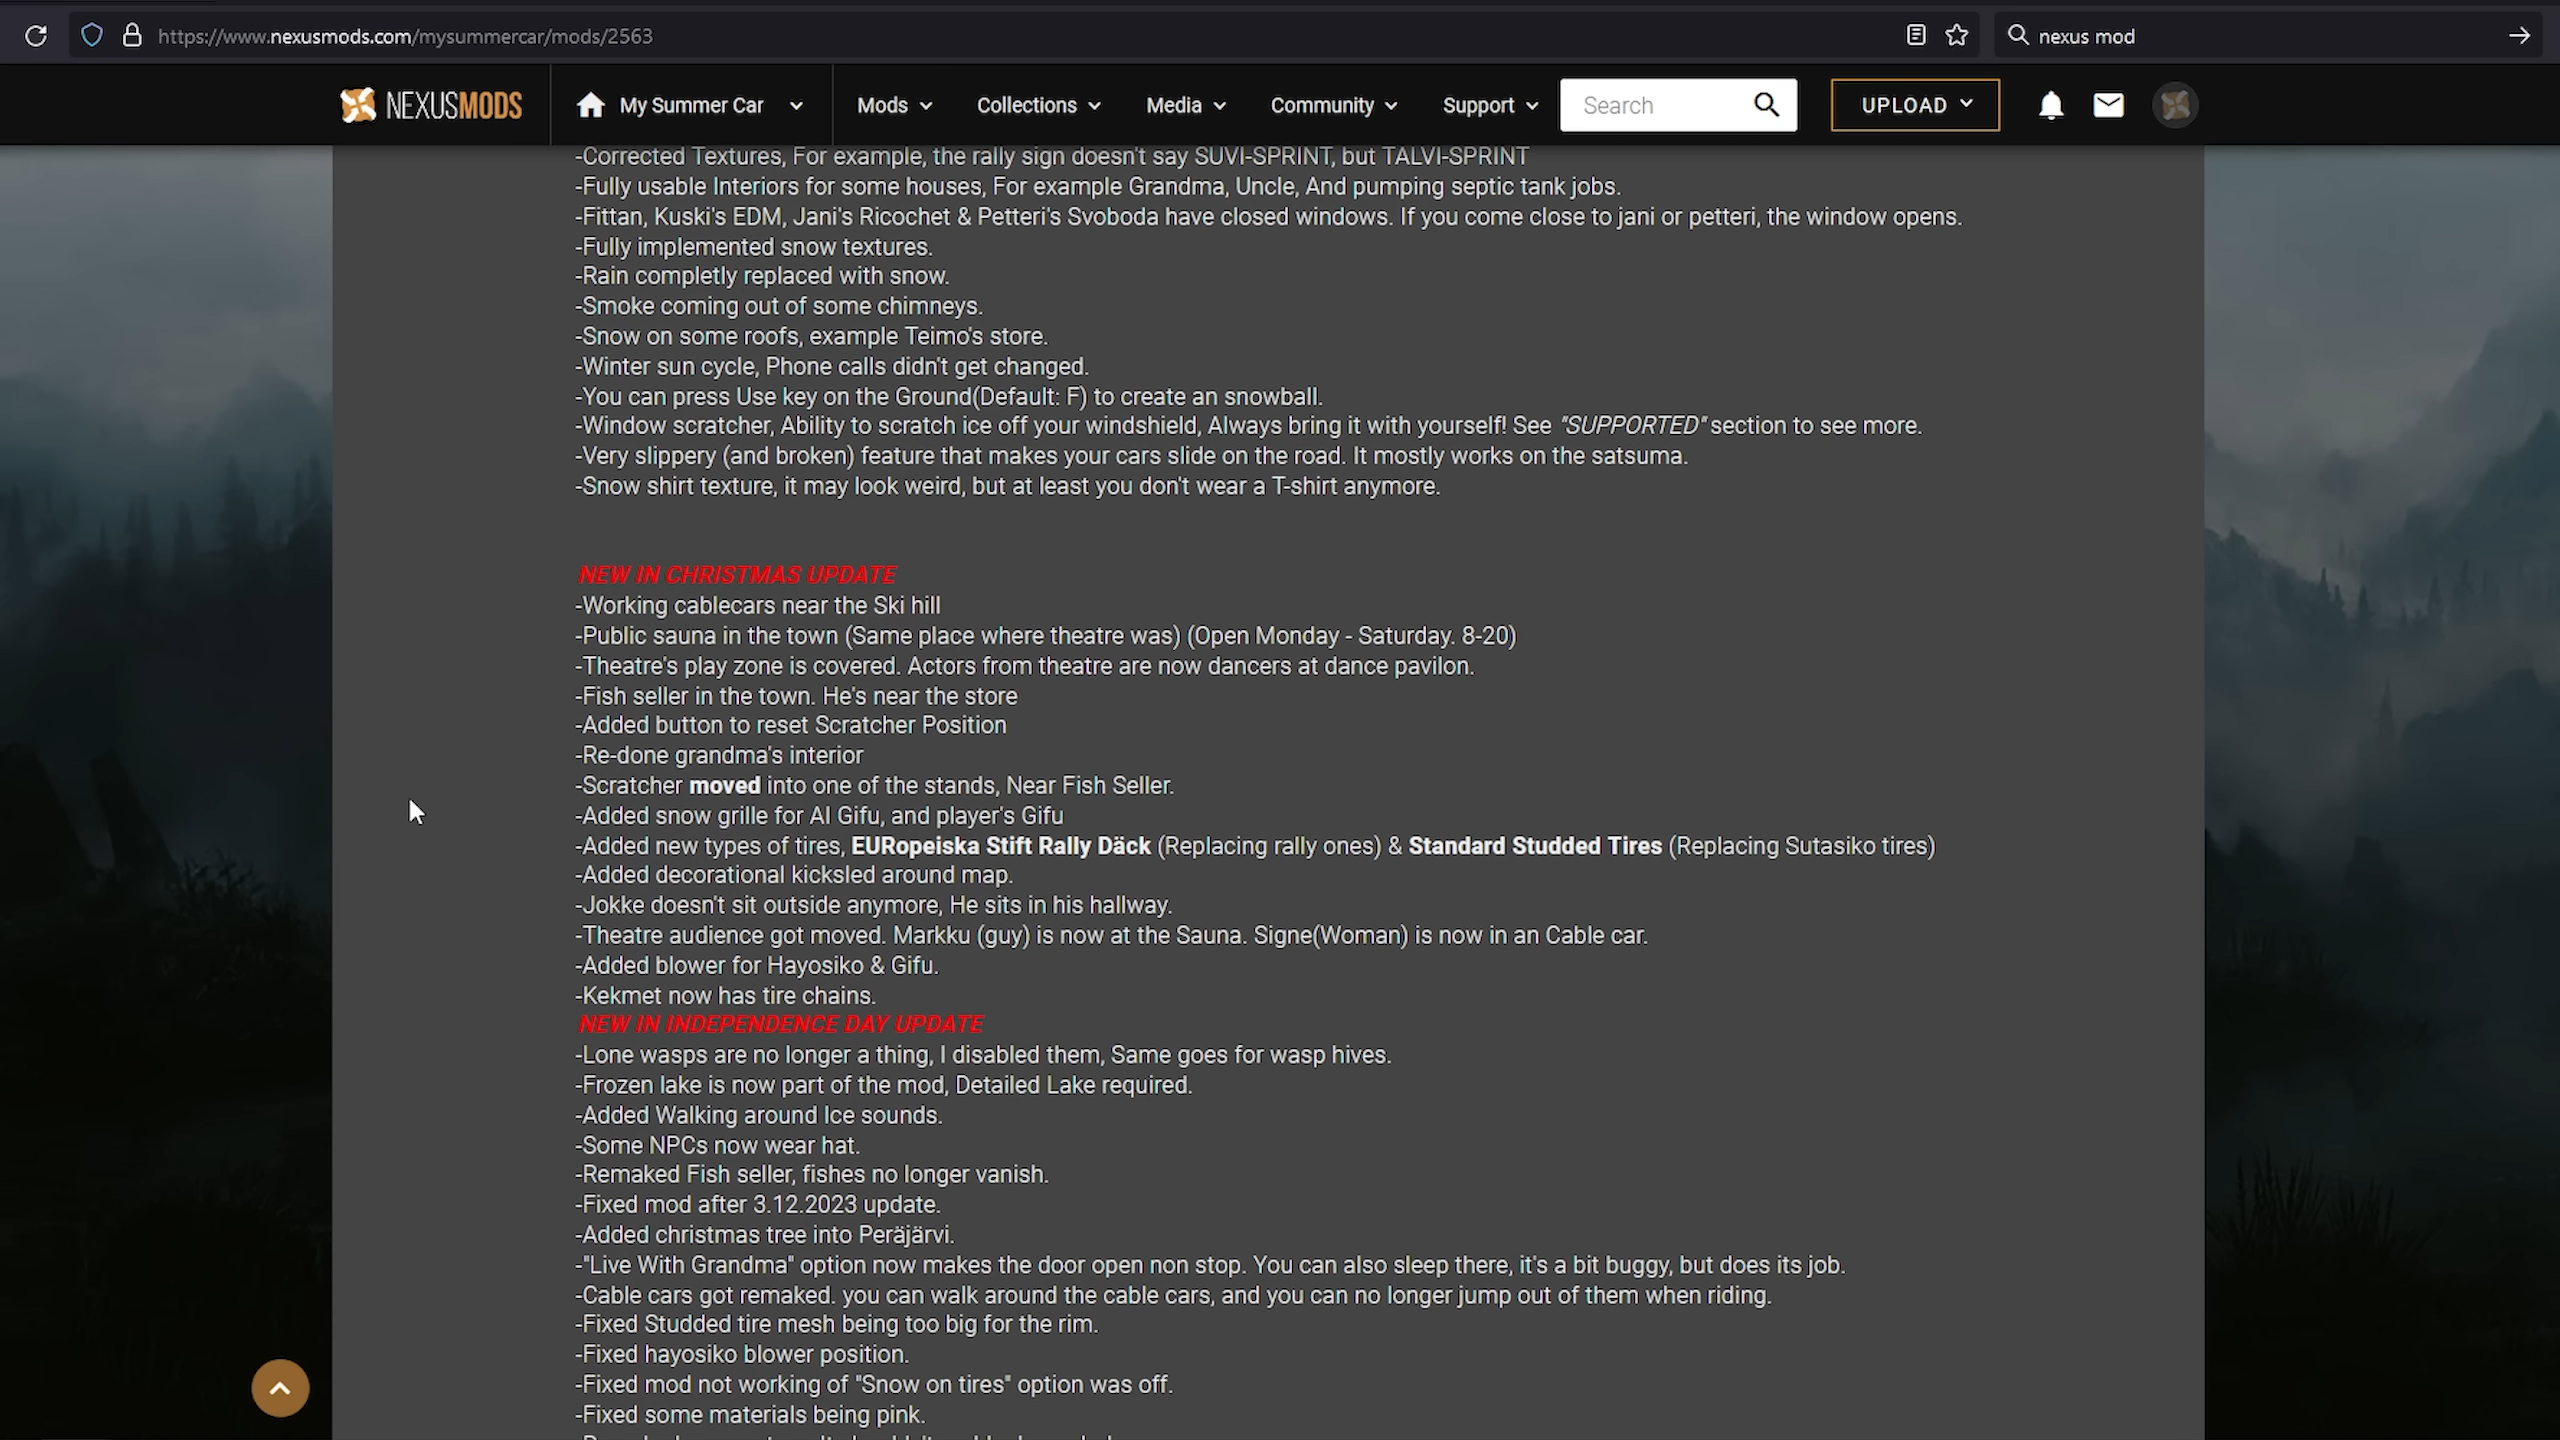 https://www.nexusmods.com/mysummercar/mods/2563
nexus mod
NEXUSMODS
My Summer Car
Mods
Collections
Media
Community
Support
Search
UPLOAD
-Corrected Textures, For example, the rally sign doesn't say SUVI-SPRINT, but TALVI-SPRINT
-Fully usable Interiors for some houses, For example Grandma, Uncle, And pumping septic tank jobs.
-Fittan, Kuski's EDM, Jani's Ricochet & Petteri's Svoboda have closed windows. If you come close to jani or petteri, the window opens.
-Fully implemented snow textures.
-Rain completly replaced with snow.
-Smoke coming out of some chimneys.
-Snow on some roofs, example Teimo's store.
-Winter sun cycle, Phone calls didn't get changed.
-You can press Use key on the Ground(Default: F) to create an snowball.
-Window scratcher, Ability to scratch ice off your windshield, Always bring it with yourself! See "SUPPORTED" section to see more.
-Very slippery (and broken) feature that makes your cars slide on the road. It mostly works on the satsuma.
-Snow shirt texture, it may look weird, but at least you don't wear a T-shirt anymore.
NEW IN CHRISTMAS UPDATE
-Working cablecars near the Ski hill
-Public sauna in the town (Same place where theatre was) (Open Monday - Saturday. 8-20)
-Theatre's play zone is covered. Actors from theatre are now dancers at dance pavilon.
-Fish seller in the town. He's near the store
-Added button to reset Scratcher Position
-Re-done grandma's interior
-Scratcher moved into one of the stands, Near Fish Seller.
-Added snow grille for AI Gifu, and player's Gifu
-Added new types of tires, EURopeiska Stift Rally Däck (Replacing rally ones) & Standard Studded Tires (Replacing Sutasiko tires)
-Added decorational kicksled around map.
-Jokke doesn't sit outside anymore, He sits in his hallway.
-Theatre audience got moved. Markku (guy) is now at the Sauna. Signe(Woman) is now in an Cable car.
-Added blower for Hayosiko & Gifu.
-Kekmet now has tire chains.
NEW IN INDEPENDENCE DAY UPDATE
-Lone wasps are no longer a thing, I disabled them, Same goes for wasp hives.
-Frozen lake is now part of the mod, Detailed Lake required.
-Added Walking around Ice sounds.
-Some NPCs now wear hat.
-Remaked Fish seller, fishes no longer vanish.
-Fixed mod after 3.12.2023 update.
-Added christmas tree into Peräjärvi.
-"Live With Grandma" option now makes the door open non stop. You can also sleep there, it's a bit buggy, but does its job.
-Cable cars got remaked. you can walk around the cable cars, and you can no longer jump out of them when riding.
-Fixed Studded tire mesh being too big for the rim.
-Fixed hayosiko blower position.
-Fixed mod not working of "Snow on tires" option was off.
-Fixed some materials being pink.